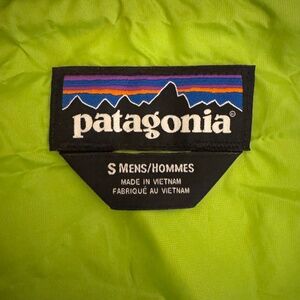 patagonia®
S MENS/HOMMES
MADE IN VIETNAM
FABRIQUÉ AU VIETNAM